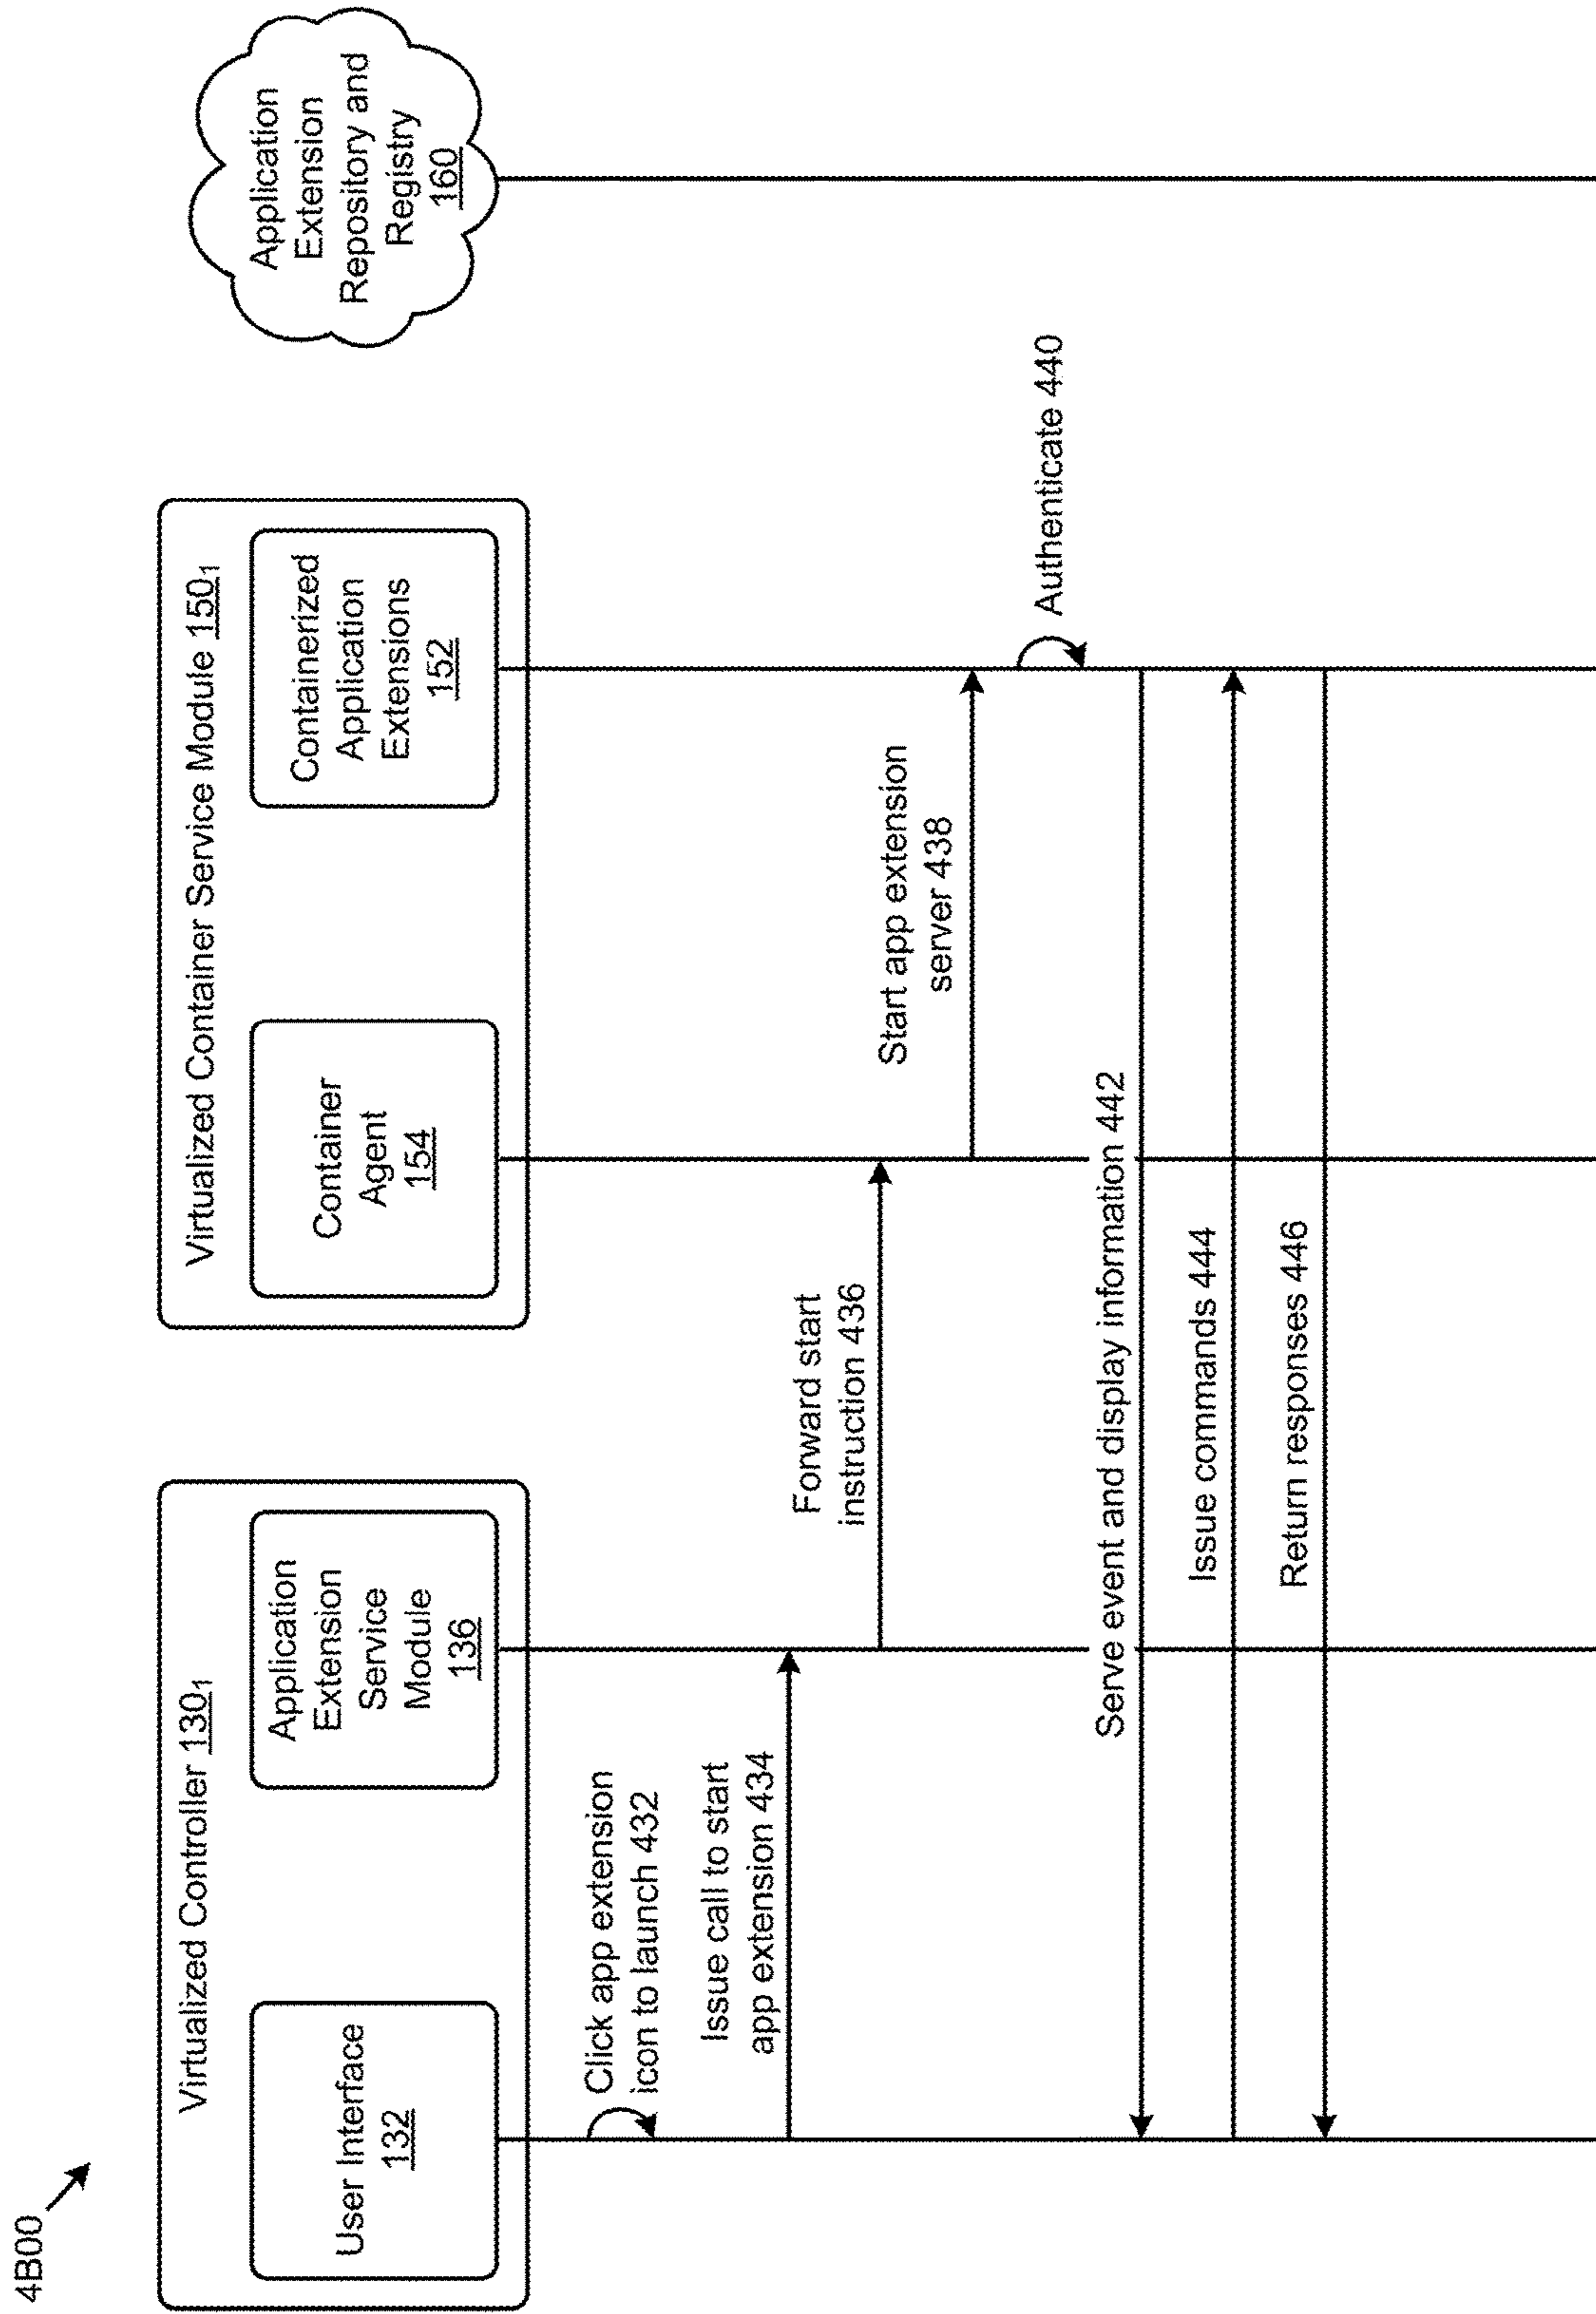 4B00
Virtualized Controller 130₁
User Interface
132
Application
Extension
Service
Module
136
Virtualized Container Service Module 150₁
Container
Agent
154
Containerized
Application
Extensions
152
Application
Extension
Repository and
Registry
160
Click app extension
icon to launch 432
Issue call to start
app extension 434
Forward start
instruction 436
Start app extension
server 438
Authenticate 440
Serve event and display information 442
Issue commands 444
Return responses 446